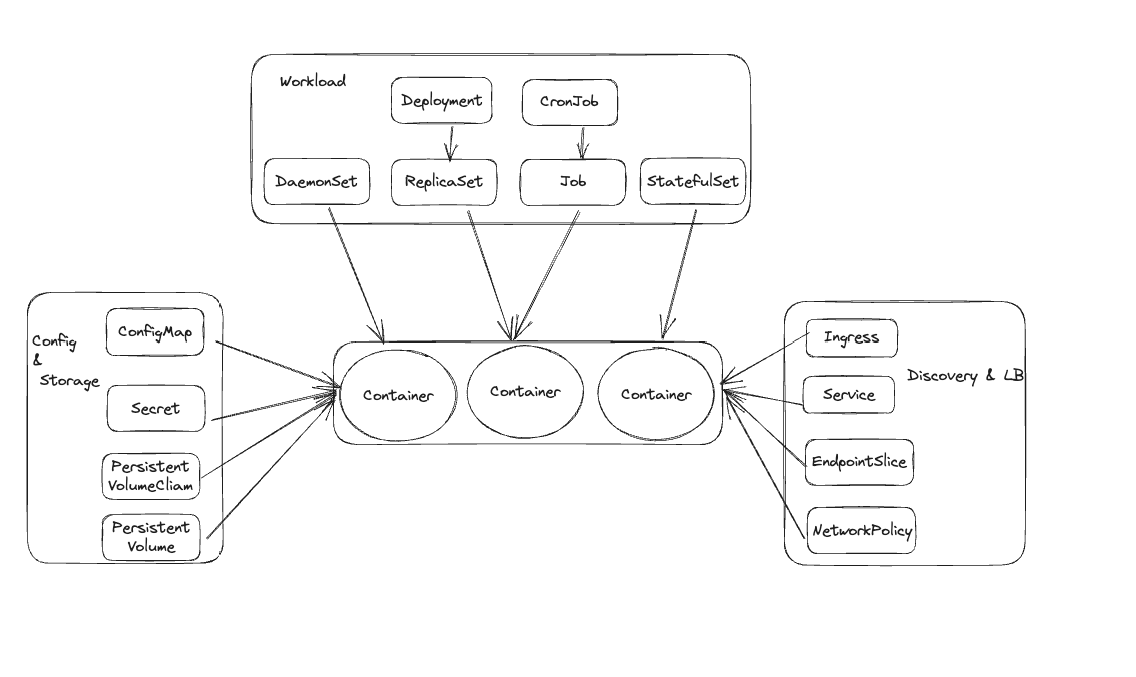 Workload
Deployment
CronJob
DaemonSet
ReplicaSet
Job
StatefulSet
Config
&
Storage
ConfigMap
Secret
Persistent
VolumeCliam
Persistent
Volume
Container
Container
Container
Ingress
Discovery & LB
Service
EndpointSlice
NetworkPolicy